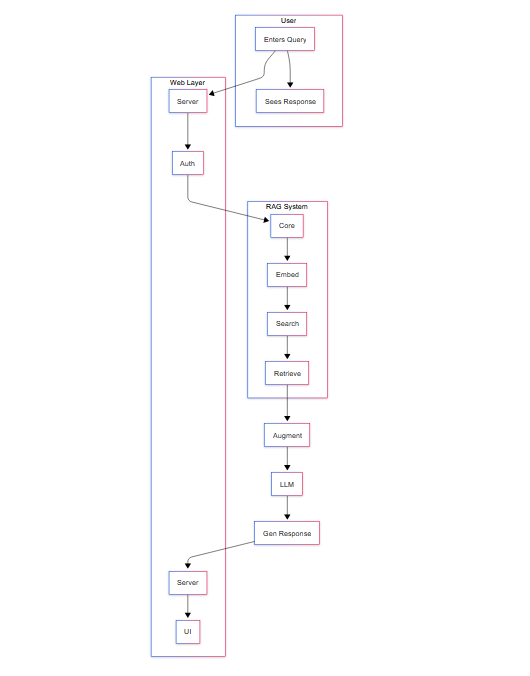 User
Enters Query
Web Layer
Server
Sees Response
Auth
RAG System
Core
Embed
Search
Retrieve
Augment
LLM
Gen Response
Server
UI